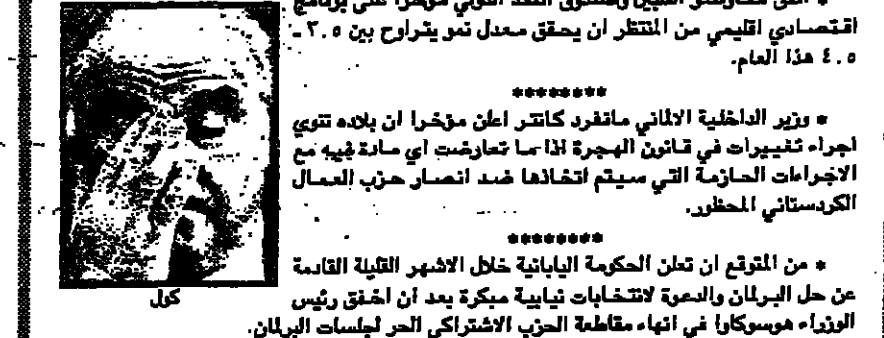 اقتصادي اقليمي من المنتظر ان يحقق معدل نمو يتراوح بين ٣.٥ ـ
٤.٥ هذا العام.
********
* وزير الداخلية الالماني مانفرد كانتر اعلن مؤخرا ان بلاده تنوي
اجراء تغييرات في قانون الهجرة اذا ما تعارضت اي مادة فيه مع
الاجراءات الحازمة التي سيتم اتخاذها ضد انصار حزب العمال
الكردستاني المحظور.
********
* من المتوقع ان تعلن الحكومة اليابانية خلال الاشهر القليلة القادمة
عن حل البرلمان والدعوة لانتخابات نيابية مبكرة بعد ان اخفق رئيس
الوزراء هوسوكاوا في انهاء مقاطعة الحزب الاشتراكي الحر لجلسات البرلمان.
كول